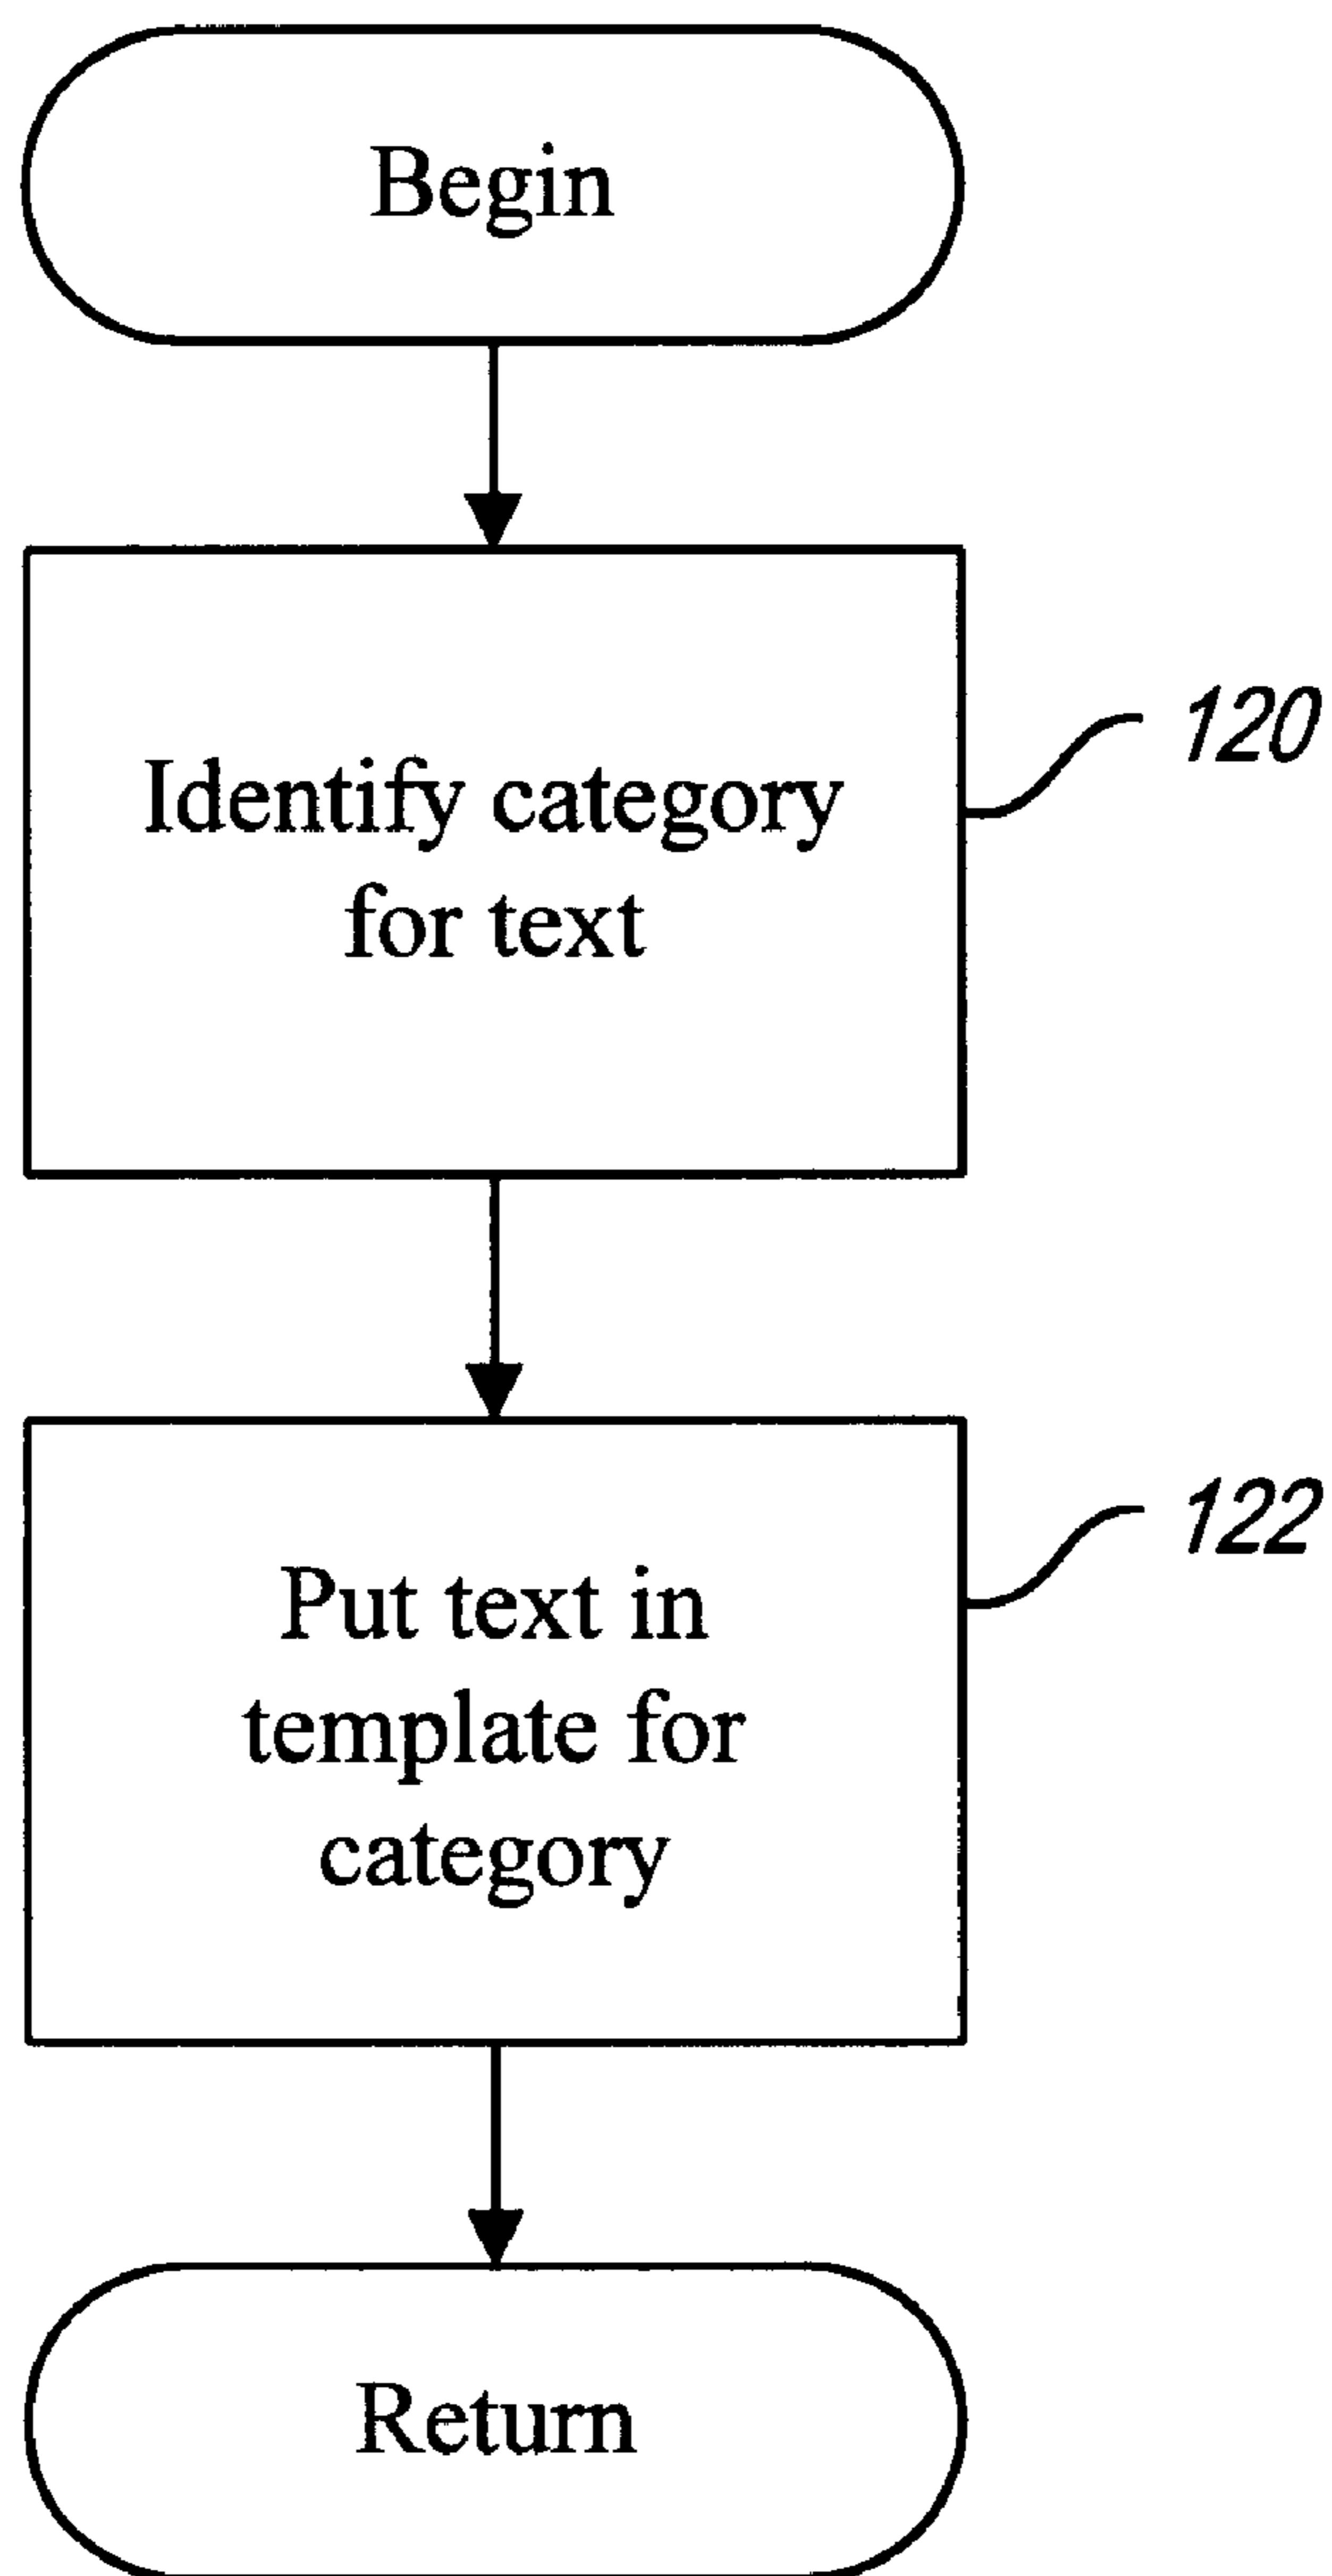 Begin
Identify category
for text
120
Put text in
template for
category
122
Return